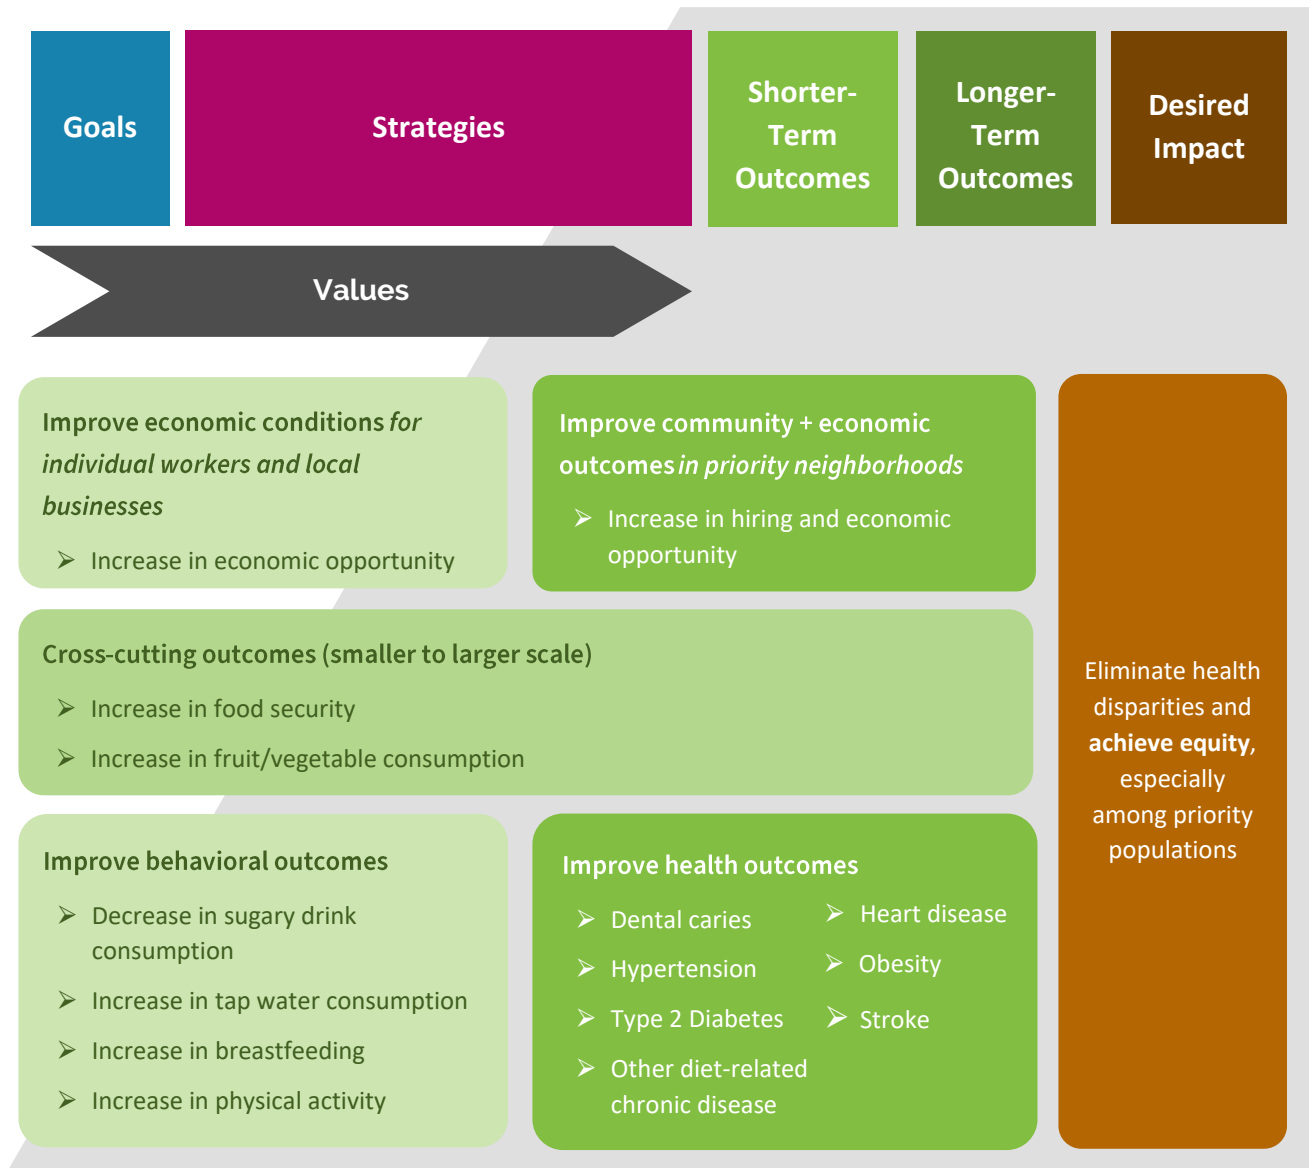 Goals
Strategies
Shorter-
Term
Outcomes
Longer-
Term
Outcomes
Desired
Impact
Values
Improve economic conditions for
individual workers and local
businesses
➢ Increase in economic opportunity
Improve community + economic
outcomes in priority neighborhoods
➢ Increase in hiring and economic
opportunity
Cross-cutting outcomes (smaller to larger scale)
➢ Increase in food security
➢ Increase in fruit/vegetable consumption
Improve behavioral outcomes
➢ Decrease in sugary drink
consumption
➢ Increase in tap water consumption
➢ Increase in breastfeeding
➢ Increase in physical activity
Improve health outcomes
➢ Dental caries
➢ Hypertension
➢ Type 2 Diabetes
➢ Other diet-related
chronic disease
➢ Heart disease
➢ Obesity
➢ Stroke
Eliminate health
disparities and
achieve equity,
especially
among priority
populations